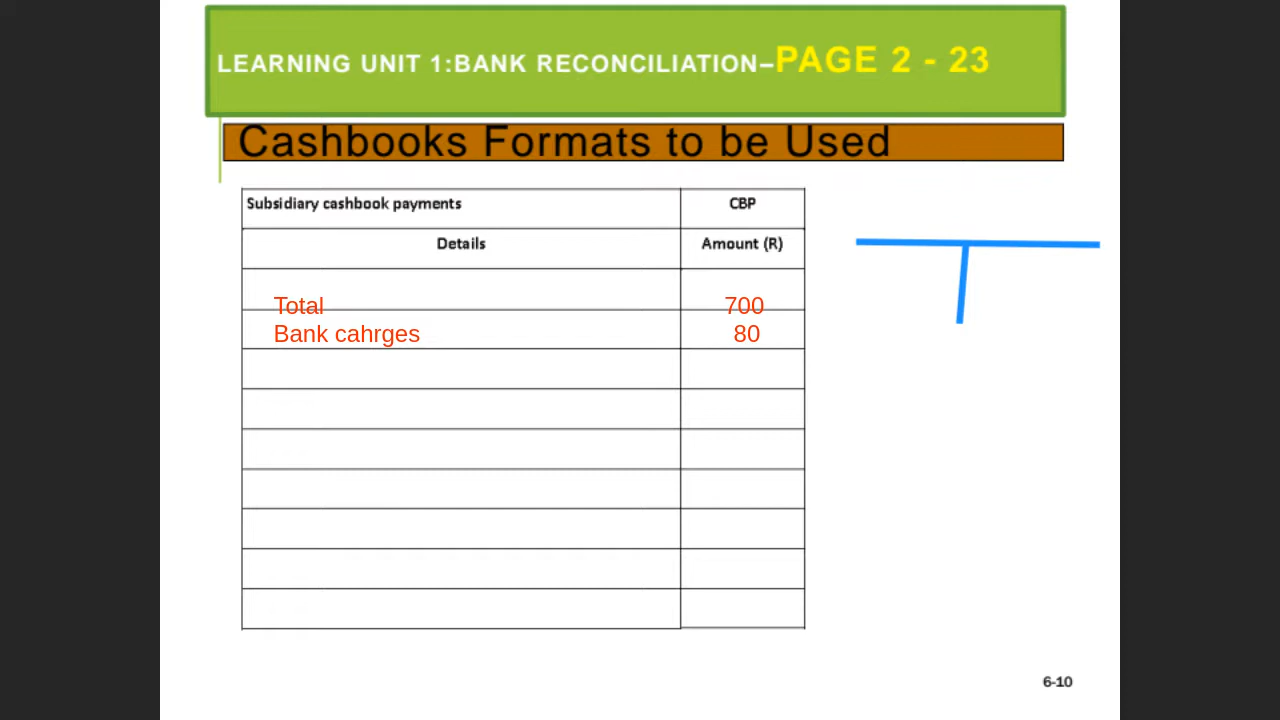 LEARNING UNIT 1:BANK RECONCILIATION–PAGE 2 - 23
Cashbooks Formats to be Used
Subsidiary cashbook payments CBP
Details Amount (R)
Total 700
Bank cahrges 80
6-10